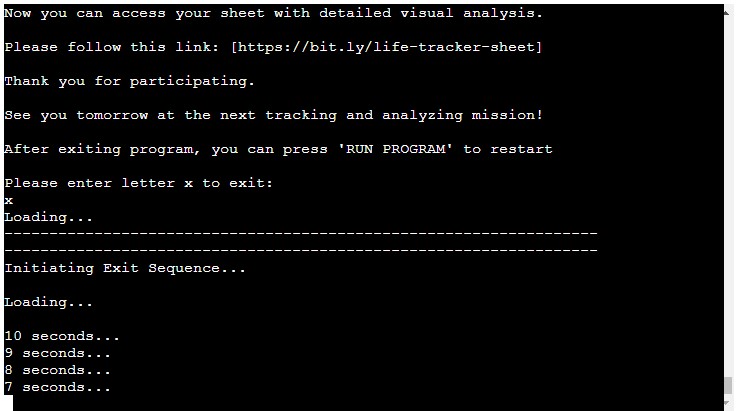 Now you can access your sheet with detailed visual analysis.
Please follow this link: [https://bit.ly/life-tracker-sheet]
Thank you for participating.
See you tomorrow at the next tracking and analyzing mission!
After exiting program, you can press 'RUN PROGRAM' to restart
Please enter letter x to exit:
x
Loading...
------------------------------------------------------------------
------------------------------------------------------------------
Initiating Exit Sequence...
Loading...
10 seconds...
9 seconds...
8 seconds...
7 seconds...